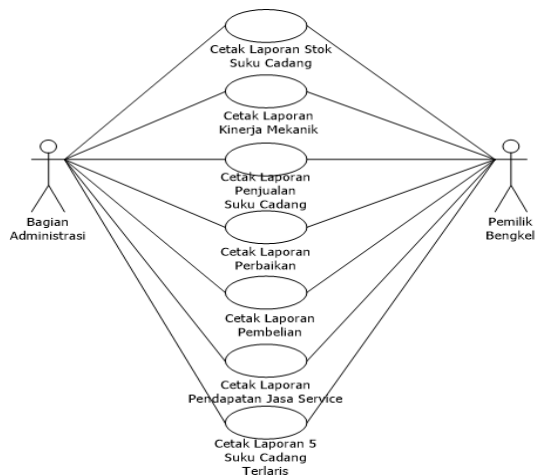 Cetak Laporan Stok
Suku Cadang
Cetak Laporan
Kinerja Mekanik
Cetak Laporan
Penjualan
Suku Cadang
Bagian
Administrasi
Pemilik
Bengkel
Cetak Laporan
Perbaikan
Cetak Laporan
Pembelian
Cetak Laporan
Pendapatan Jasa Service
Cetak Laporan 5
Suku Cadang
Terlaris